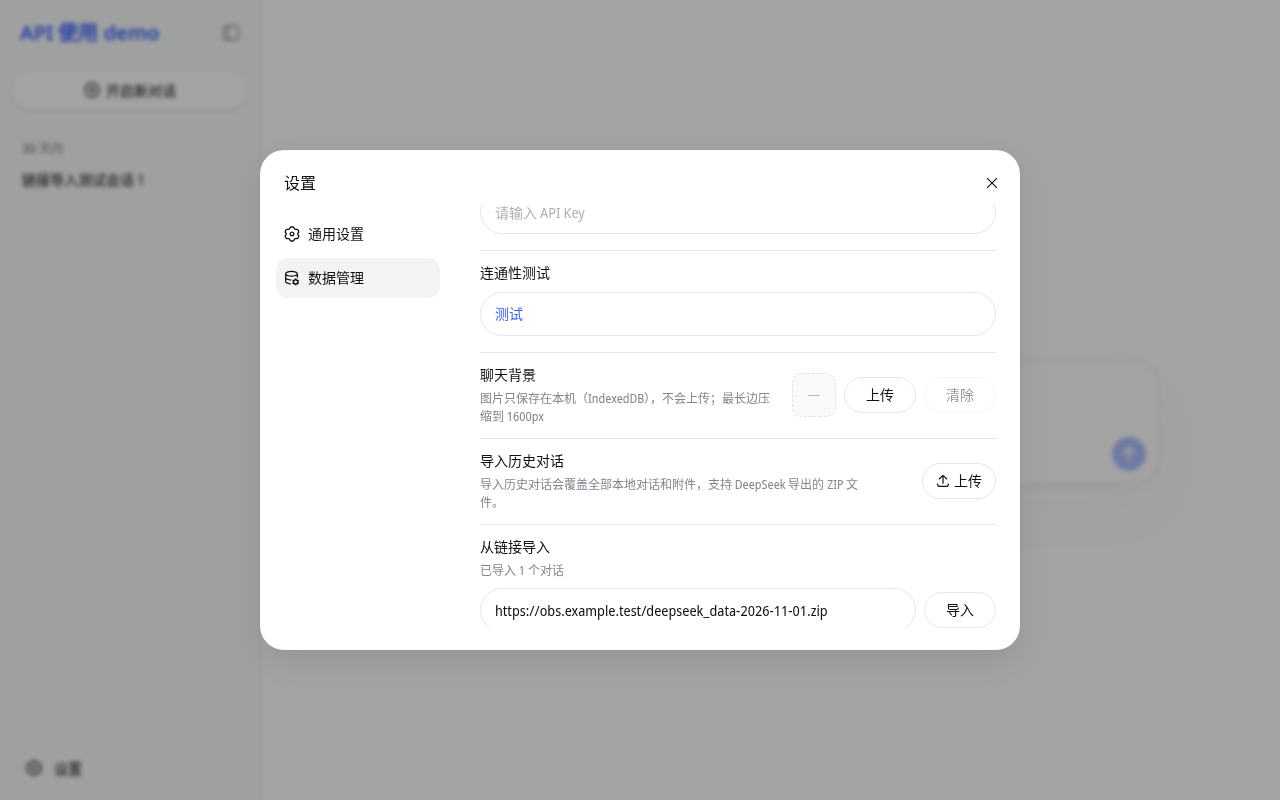 API 使用 demo
开启新对话
30 天内
链接导入测试会话 1
设置
设置
通用设置
数据管理
请输入 API Key
连通性测试
测试
聊天背景
图片只保存在本机（IndexedDB），不会上传；最长边压
缩到 1600px
—
上传
清除
导入历史对话
导入历史对话会覆盖全部本地对话和附件，支持 DeepSeek 导出的 ZIP 文
件。
上传
从链接导入
已导入 1 个对话
https://obs.example.test/deepseek_data-2026-11-01.zip
导入